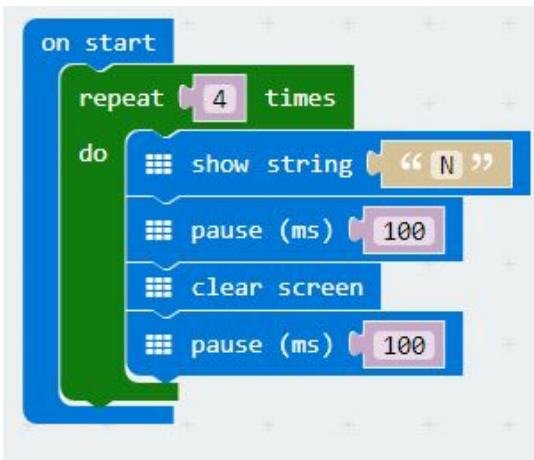 on start
repeat 4 times
do
show string “ N ”
pause (ms) 100
clear screen
pause (ms) 100